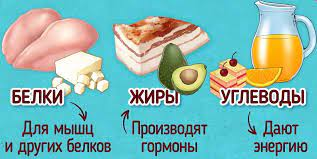 БЕЛКИ
ЖИРЫ
УГЛЕВОДЫ
Для мышц
и других белков
Производят
гормоны
Дают
энергию